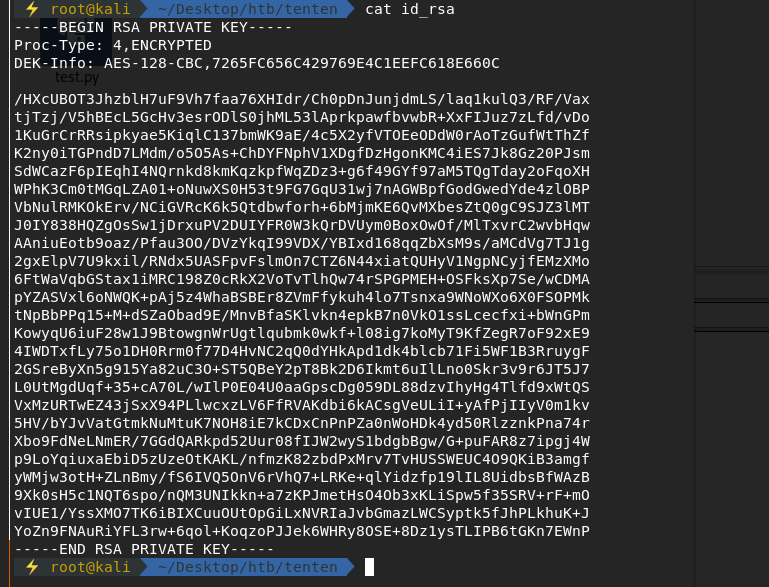 ⚡ root@kali ~/Desktop/htb/tenten cat id_rsa
-----BEGIN RSA PRIVATE KEY-----
Proc-Type: 4,ENCRYPTED
DEK-Info: AES-128-CBC,7265FC656C429769E4C1EEFC618E660C
test.py
/HXcUBOT3JhzblH7uF9Vh7faa76XHIdr/Ch0pDnJunjdmLS/laq1kulQ3/RF/Vax
tjTzj/V5hBEcL5GcHv3esrODlS0jhML53lAprkpawfbvwbR+XxFIJuz7zLfd/vDo
1KuGrCrRRsipkyae5KiqlC137bmWK9aE/4c5X2yfVTOEeODdW0rAoTzGufWtThZf
K2ny0iTGPndD7LMdm/o5O5As+ChDYFNphV1XDgfDzHgonKMC4iES7Jk8Gz20PJsm
SdWCazF6pIEqhI4NQrnkd8kmKqzkpfWqZDz3+g6f49GYf97aM5TQgTday2oFqoXH
WPhK3Cm0tMGqLZA01+oNuwXS0H53t9FG7GqU31wj7nAGWBpfGodGwedYde4zlOBP
VbNulRMKOkErv/NCiGVRcK6k5Qtdbwforh+6bMjmKE6QvMXbesZtQ0gC9SJZ3lMT
J0IY838HQZgOsSw1jDrxuPV2DUIYFR0W3kQrDVUym0BoxOwOf/MlTxvrC2wvbHqw
AAniuEotb9oaz/Pfau3OO/DVzYkqI99VDX/YBIxd168qqZbXsM9s/aMCdVg7TJ1g
2gxElpV7U9kxil/RNdx5UASFpvFslmOn7CTZ6N44xiatQUHyV1NgpNCyjfEMzXMo
6FtWaVqbGStax1iMRC198Z0cRkX2VoTvTlhQw74rSPGPMEH+OSFksXp7Se/wCDMA
pYZASVxl6oNWQK+pAj5z4WhaBSBEr8ZVmFfykuh4lo7Tsnxa9WNoWXo6X0FSOPMk
tNpBbPPq15+M+dSZaObad9E/MnvBfaSKlvkn4epkB7n0VkO1ssLcecfxi+bWnGPm
KowyqU6iuF28w1J9BtowgnWrUgtlqubmk0wkf+l08ig7koMyT9KfZegR7oF92xE9
4IWDTxfLy75o1DH0Rrm0f77D4HvNC2qQ0dYHkApd1dk4blcb71Fi5WF1B3RruygF
2GSreByXn5g915Ya82uC3O+ST5QBeY2pT8Bk2D6Ikmt6uIlLno0Skr3v9r6JT5J7
L0UtMgdUqf+35+cA70L/wIlP0E04U0aaGpscDg059DL88dzvIhyHg4Tlfd9xWtQS
VxMzURTwEZ43jSxX94PLlwcxzLV6FfRVAKdbi6kACsgVeULiI+yAfPjIIyV0m1kv
5HV/bYJvVatGtmkNuMtuK7NOH8iE7kCDxCnPnPZa0nWoHDk4yd50RlzznkPna74r
Xbo9FdNeLNmER/7GGdQARkpd52Uur08fIJW2wyS1bdgbBgw/G+puFAR8z7ipgj4W
p9LoYqiuxaEbiD5zUzeOtKAKL/nfmzK82zbdPxMrv7TvHUSSWEUC4O9QKiB3amgf
yWMjw3otH+ZLnBmy/fS6IVQ5OnV6rVhQ7+LRKe+qlYidzfp19lIL8UidbsBfWAzB
9Xk0sH5c1NQT6spo/nQM3UNIkkn+a7zKPJmetHsO4Ob3xKLiSpw5f35SRV+rF+mO
vIUE1/YssXMO7TK6iBIXCuuOUtOpGiLxNVRIaJvbGmazLWCSyptk5fJhPLkhuK+J
YoZn9FNAuRiYFL3rw+6qol+KoqzoPJJek6WHRy8OSE+8Dz1ysTLIPB6tGKn7EWnP
-----END RSA PRIVATE KEY-----
⚡ root@kali ~/Desktop/htb/tenten